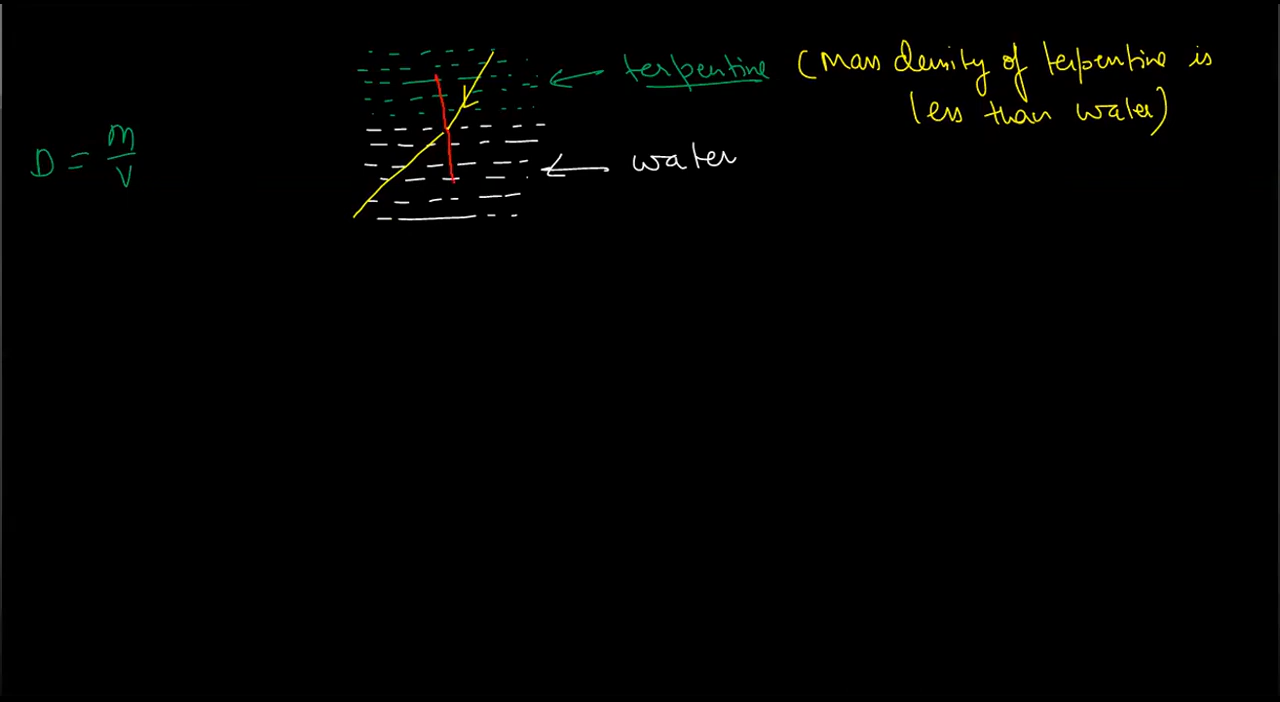 terpentine (Mass density of terpentine is
less than water)
D = m/v
water